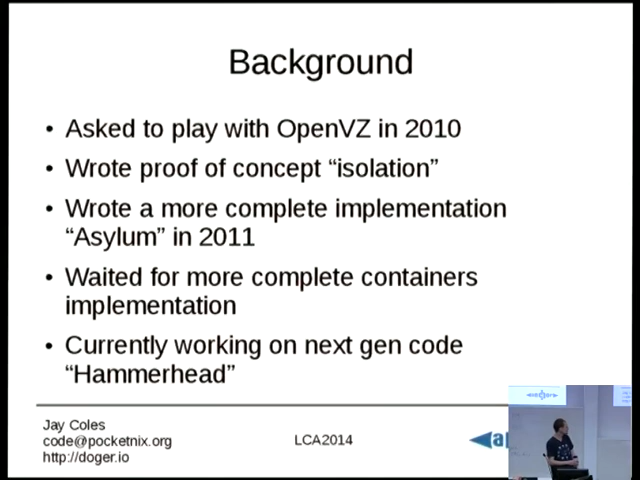 Background
• Asked to play with OpenVZ in 2010
• Wrote proof of concept “isolation”
• Wrote a more complete implementation
“Asylum” in 2011
• Waited for more complete containers
implementation
• Currently working on next gen code
“Hammerhead”
Jay Coles
code@pocketnix.org
http://doger.io
LCA2014